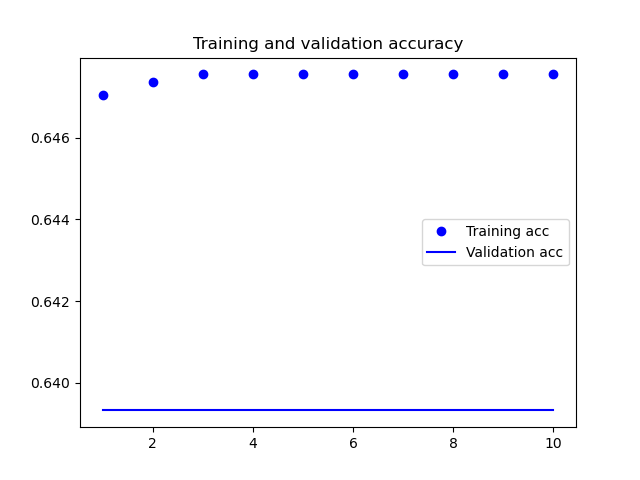 Training and validation accuracy
0.646
0.644
0.642
0.640
Training acc
Validation acc
2 4 6 8 10